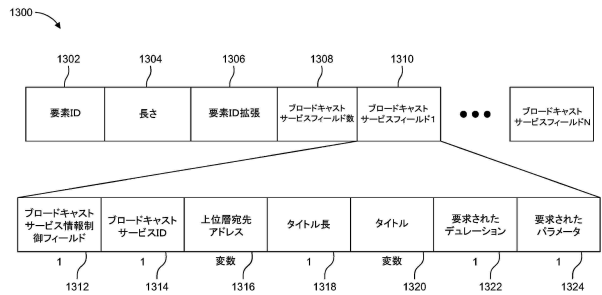 1300
1302
1304
1306
1308
1310
要素ID
長さ
要素ID拡張
ブロードキャスト
サービスフィールド数
ブロードキャスト
サービスフィールド1
●●●
ブロードキャスト
サービスフィールドN
ブロードキャスト
サービス情報制
御フィールド
ブロードキャスト
サービスID
上位層宛先
アドレス
タイトル長
タイトル
要求された
デュレーション
要求された
パラメータ
1
1
変数
1
変数
1
1
1312
1314
1316
1318
1320
1322
1324